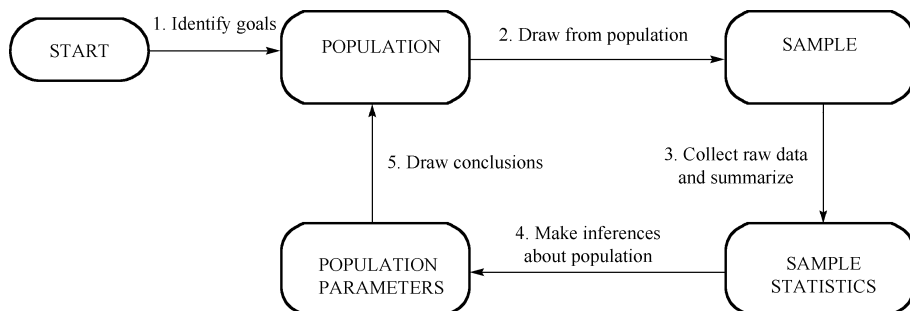 1. Identify goals
START
POPULATION
2. Draw from population
SAMPLE
3. Collect raw data
and summarize
5. Draw conclusions
4. Make inferences
about population
POPULATION
PARAMETERS
SAMPLE
STATISTICS